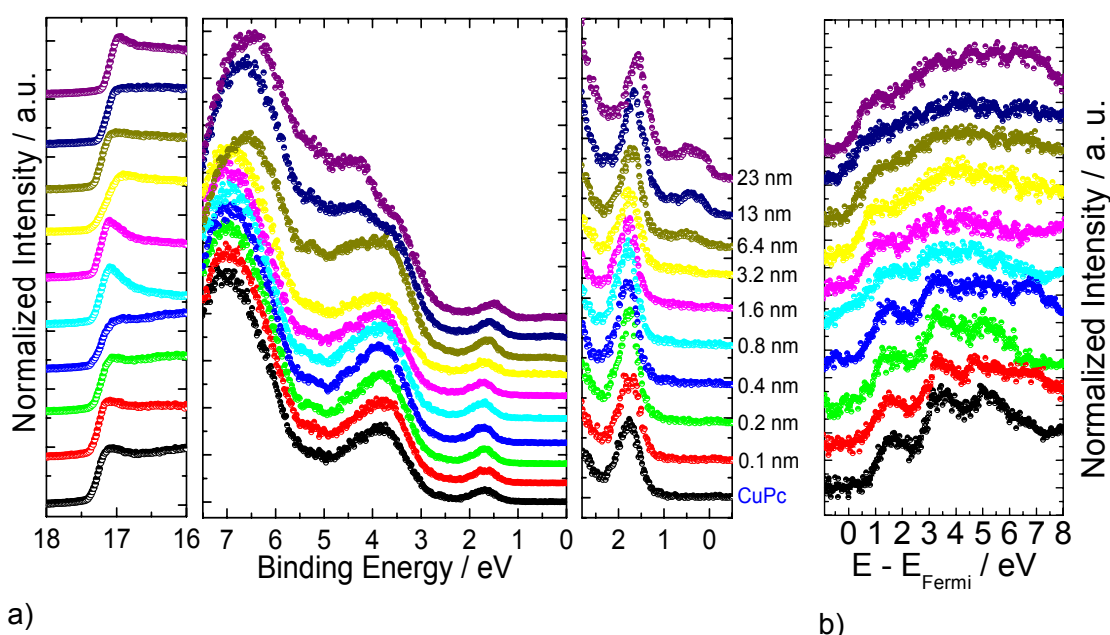 Normalized Intensity / a.u.
18 17 16
7 6 5 4 3 2 1 0
2 1 0
Binding Energy / eV
23 nm
13 nm
6.4 nm
3.2 nm
1.6 nm
0.8 nm
0.4 nm
0.2 nm
0.1 nm
CuPc
a)
0 1 2 3 4 5 6 7 8
E - E_Fermi / eV
Normalized Intensity / a. u.
b)